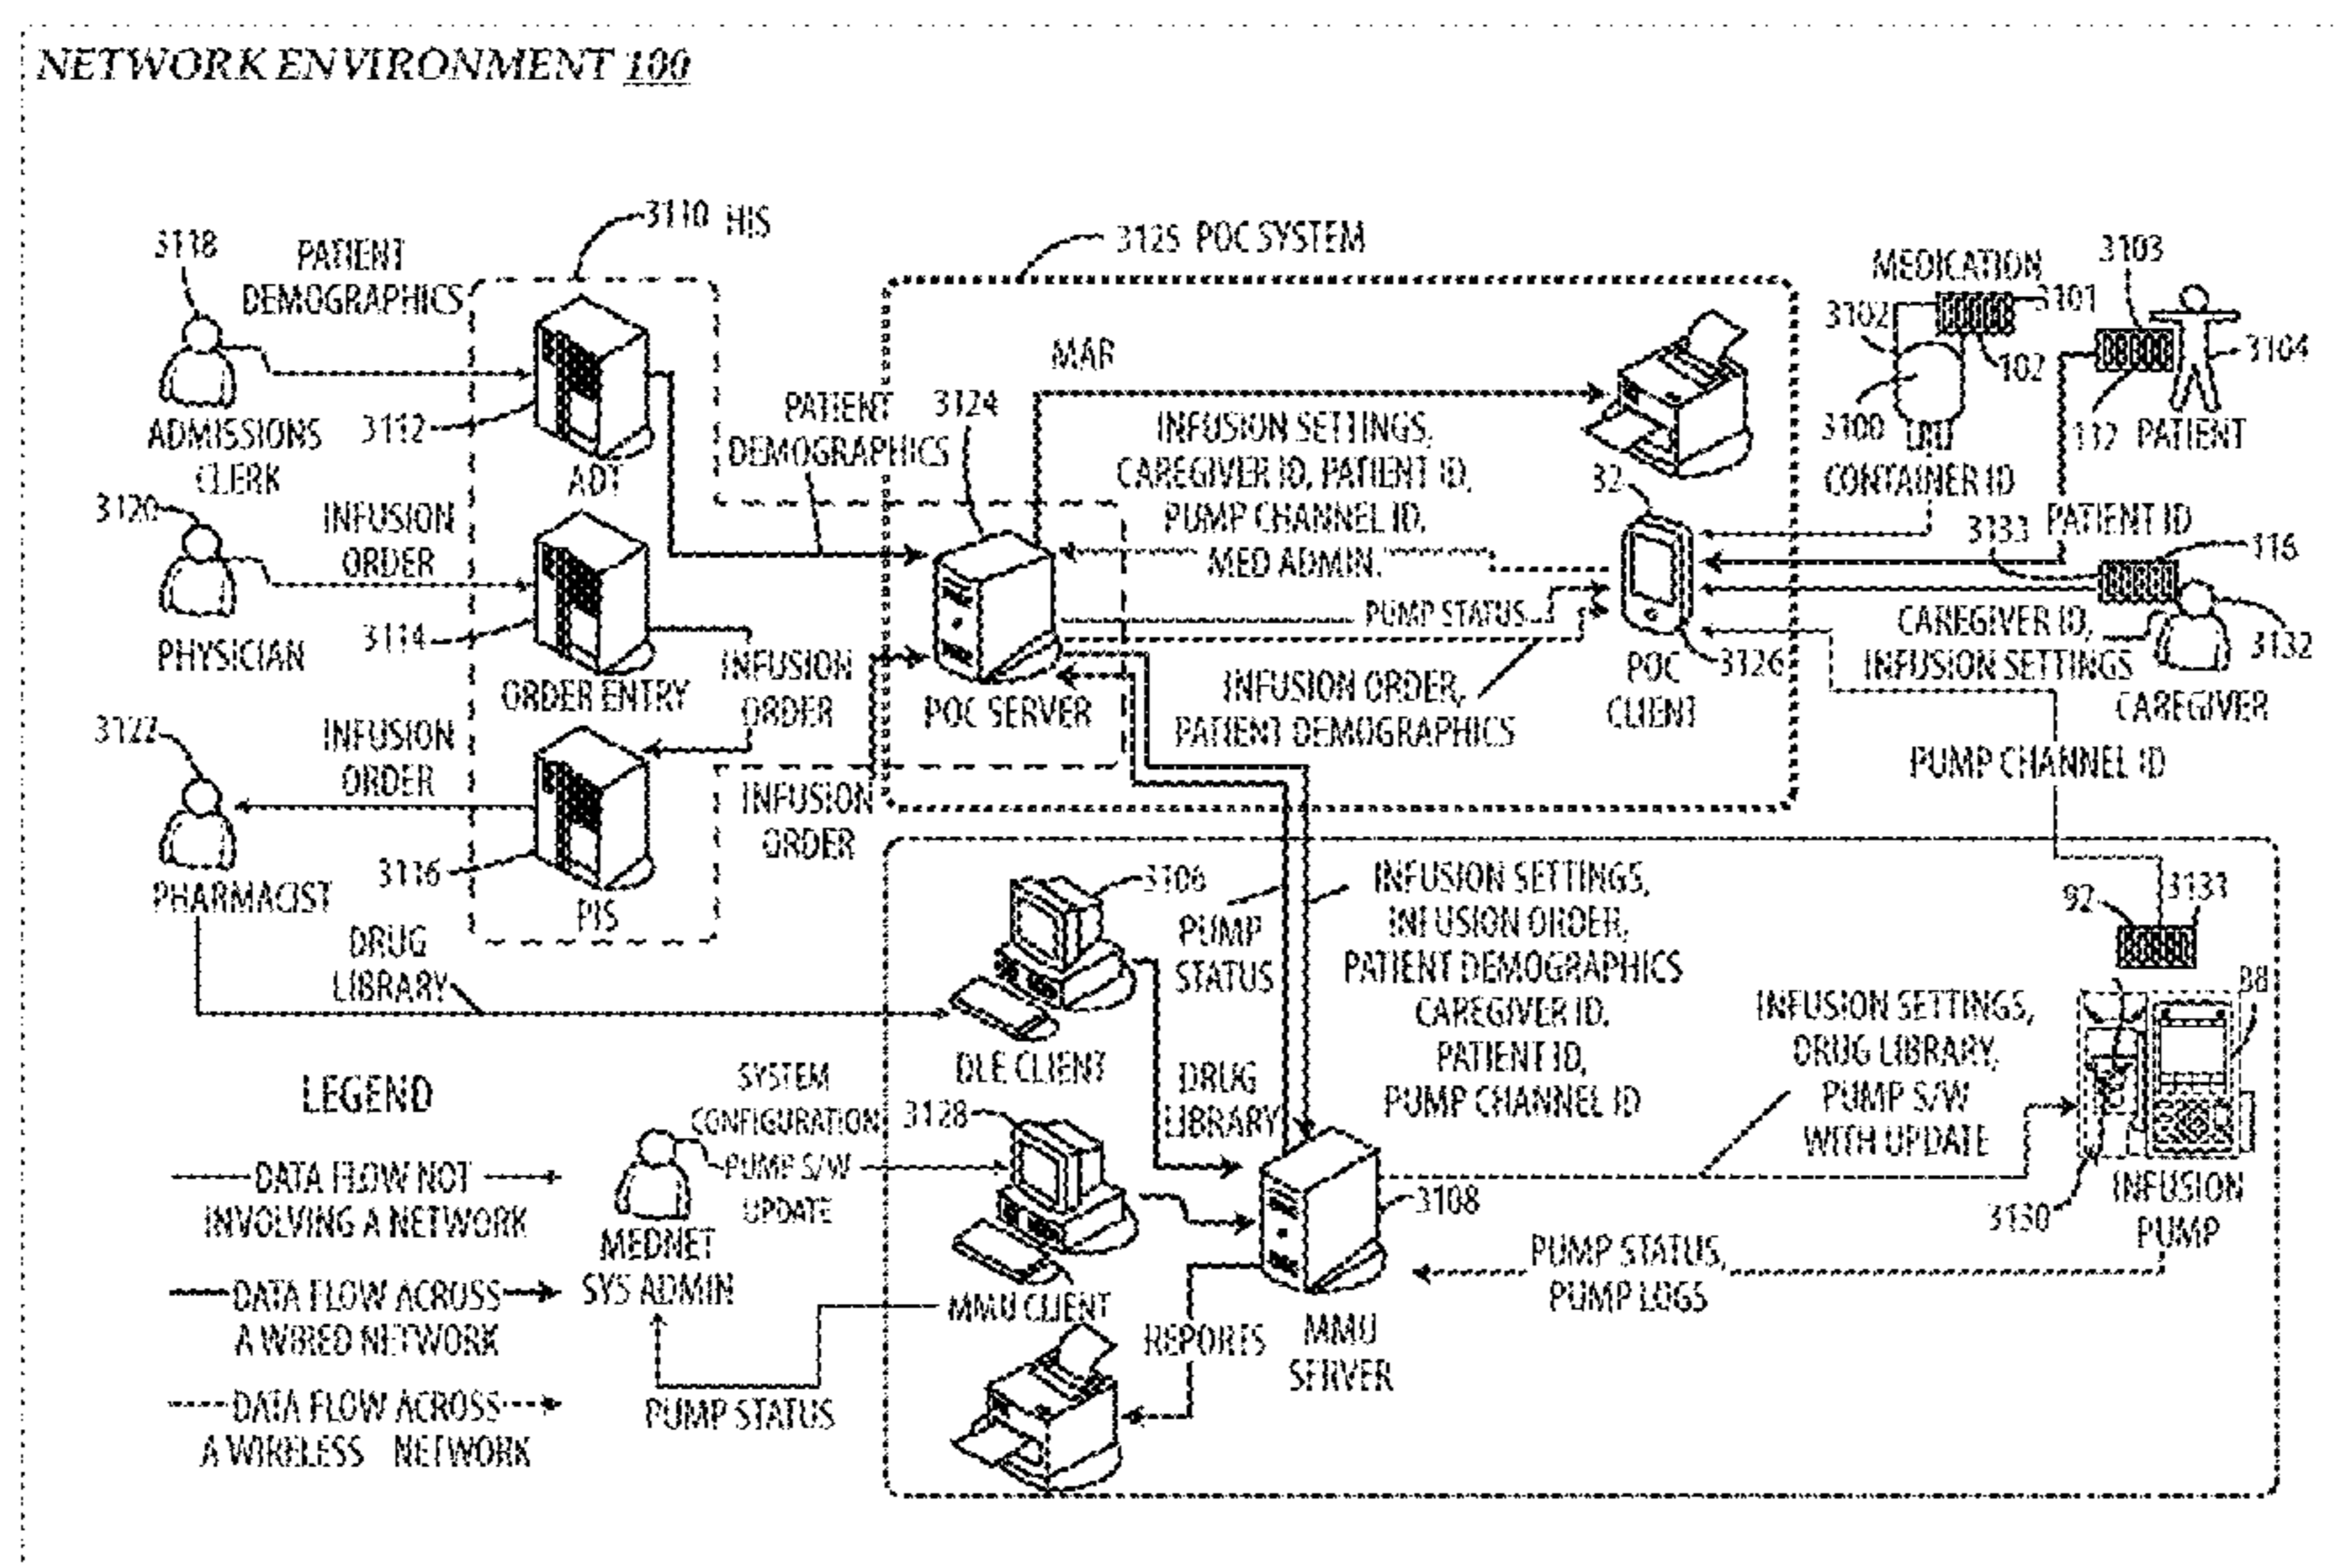 NETWORK ENVIRONMENT 100
3110 HIS
3118
PATIENT
DEMOGRAPHICS
ADMISSIONS
CLERK
3112
ADT
3120
INFUSION
ORDER
PHYSICIAN
3114
ORDER ENTRY
INFUSION
ORDER
3122
INFUSION
ORDER
PHARMACIST
3116
PIS
INFUSION
ORDER
DRUG
LIBRARY
3125 POC SYSTEM
MAR
PATIENT
DEMOGRAPHICS
3124
INFUSION SETTINGS,
CAREGIVER ID, PATIENT ID,
PUMP CHANNEL ID,
MED ADMIN.
PUMP STATUS
POC SERVER
INFUSION ORDER,
PATIENT DEMOGRAPHICS
32
POC
CLIENT
3126
MEDICATION
3101
3102
102
3100
CONTAINER ID
3103
3104
112
PATIENT
PATIENT ID
3133
116
CAREGIVER ID,
INFUSION SETTINGS
3132
CAREGIVER
PUMP CHANNEL ID
3106
PUMP
STATUS
DLE CLIENT
INFUSION SETTINGS,
INFUSION ORDER,
PATIENT DEMOGRAPHICS
CAREGIVER ID,
PATIENT ID,
PUMP CHANNEL ID
DRUG
LIBRARY
92
3131
98
INFUSION SETTINGS,
DRUG LIBRARY,
PUMP S/W
WITH UPDATE
3130
INFUSION
PUMP
SYSTEM
CONFIGURATION
PUMP S/W
UPDATE
3128
MEDNET
SYS ADMIN
MMU CLIENT
3108
PUMP STATUS,
PUMP LOGS
REPORTS
MMU
SERVER
PUMP STATUS
LEGEND
DATA FLOW NOT
INVOLVING A NETWORK
DATA FLOW ACROSS
A WIRED NETWORK
DATA FLOW ACROSS
A WIRELESS NETWORK